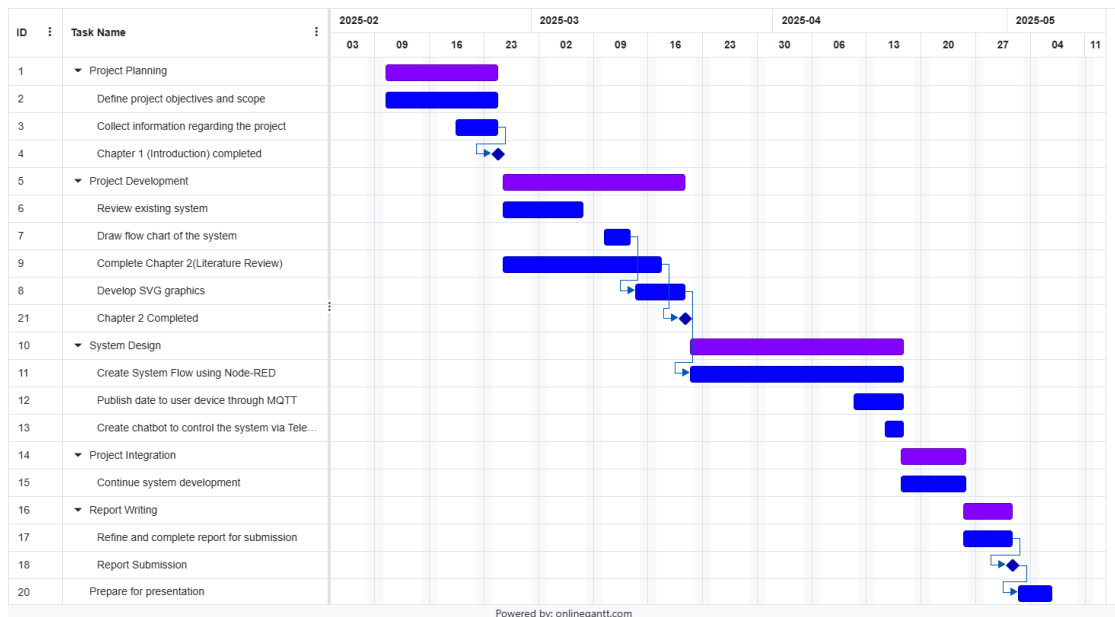 ID Task Name 2025-02 2025-03 2025-04 2025-05
03 09 16 23 02 09 16 23 30 06 13 20 27 04 11
1 Project Planning
2 Define project objectives and scope
3 Collect information regarding the project
4 Chapter 1 (Introduction) completed
5 Project Development
6 Review existing system
7 Draw flow chart of the system
9 Complete Chapter 2(Literature Review)
8 Develop SVG graphics
21 Chapter 2 Completed
10 System Design
11 Create System Flow using Node-RED
12 Publish date to user device through MQTT
13 Create chatbot to control the system via Tele...
14 Project Integration
15 Continue system development
16 Report Writing
17 Refine and complete report for submission
18 Report Submission
20 Prepare for presentation
Powered by: onlinegantt.com